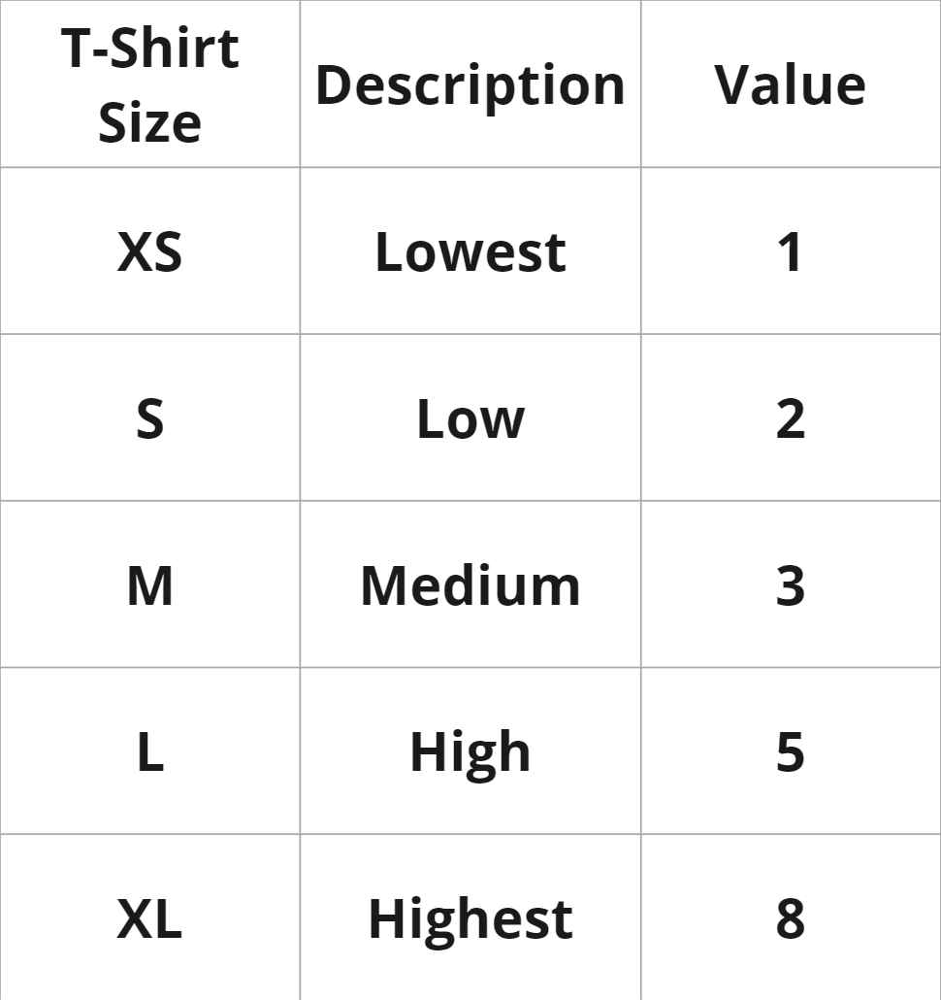 T-Shirt
Size
Description
Value
XS
Lowest
1
S
Low
2
M
Medium
3
L
High
5
XL
Highest
8